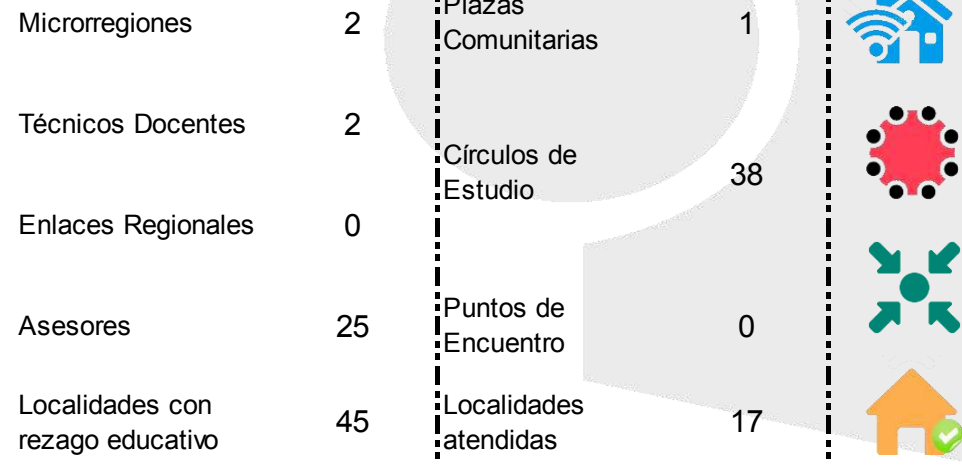 Microrregiones 2
Plazas
Comunitarias 1
Técnicos Docentes 2
Círculos de
Estudio 38
Enlaces Regionales 0
Asesores 25
Puntos de
Encuentro 0
Localidades con
rezago educativo 45
Localidades
atendidas 17